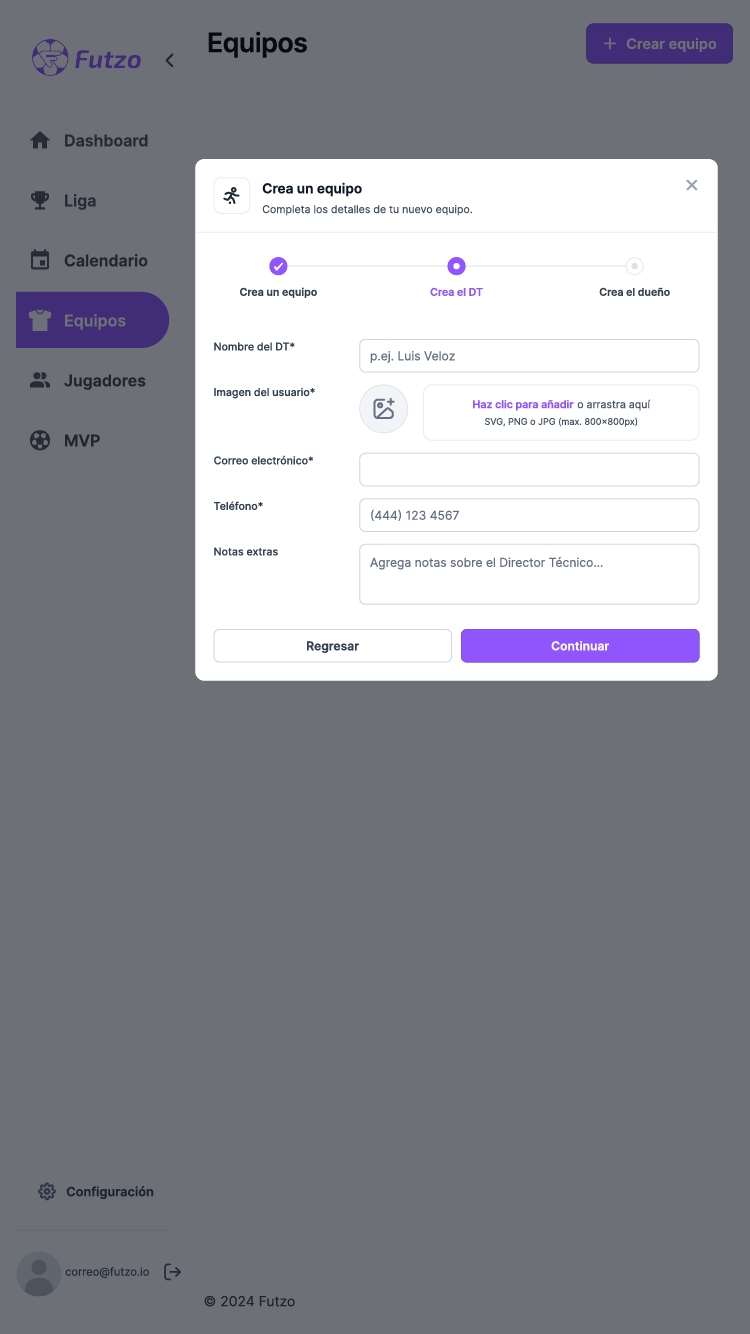 Futzo
Equipos
Crear equipo
Dashboard
Liga
Calendario
Equipos
Jugadores
MVP
Crea un equipo
Completa los detalles de tu nuevo equipo.
Crea un equipo
Crea el DT
Crea el dueño
Nombre del DT*
p.ej. Luis Veloz
Imagen del usuario*
Haz clic para añadir o arrastra aquí
SVG, PNG o JPG (max. 800x800px)
Correo electrónico*
Teléfono*
(444) 123 4567
Notas extras
Agrega notas sobre el Director Técnico...
Regresar
Continuar
Configuración
correo@futzo.io
© 2024 Futzo